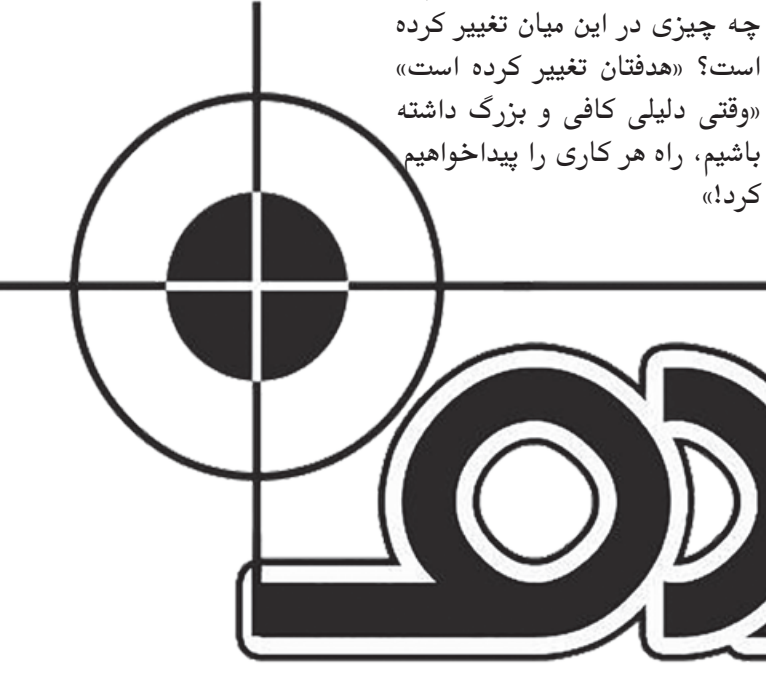 چه چیزی در این میان تغییر کرده
است؟ «هدفتان تغییر کرده است»
«وقتی دلیلی کافی و بزرگ داشته
باشیم، راه هر کاری را پیداخواهیم
کرد!»